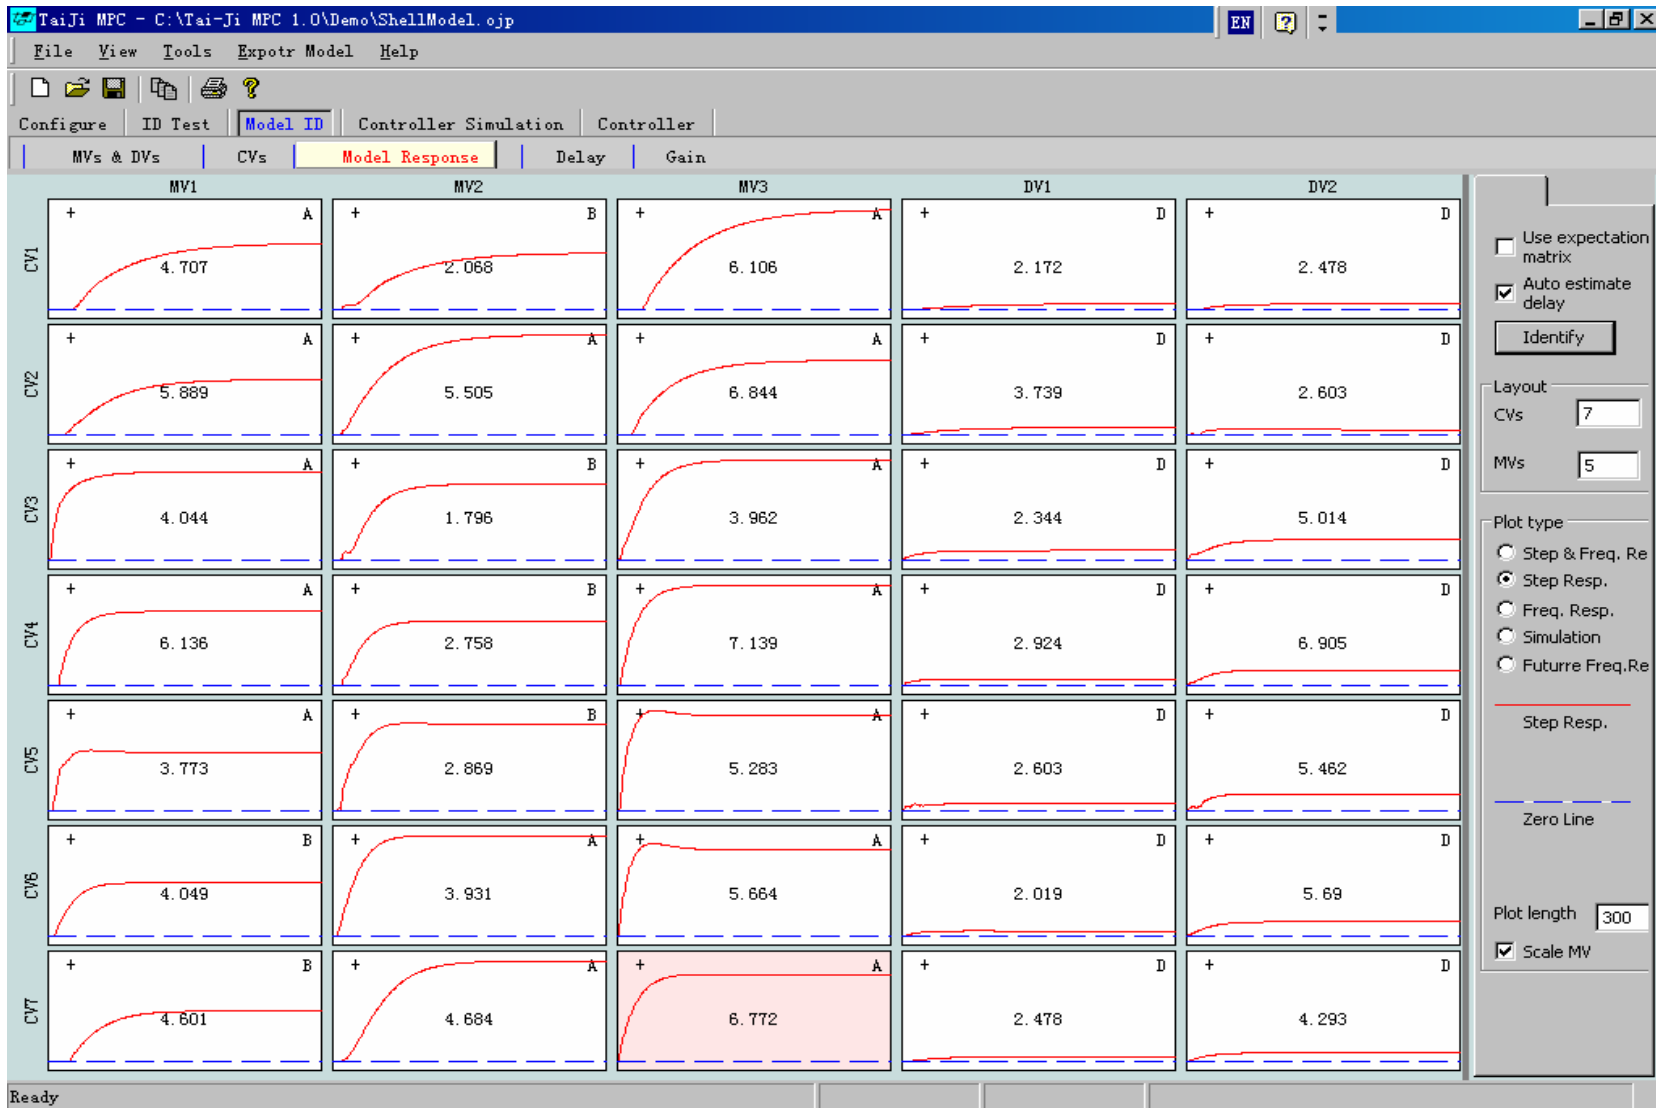 TaiJi MPC - C:\Tai-Ji MPC 1.0\Demo\ShellModel.ojp EN
File View Tools Expotr Model Help
Configure ID Test Model ID Controller Simulation Controller
MVs & DVs CVs Model Response Delay Gain
MV1 MV2 MV3 DV1 DV2
CV1
+ A + B + A + D + D
4.707 2.068 6.106 2.172 2.478
CV2
+ A + A + A + D + D
5.889 5.505 6.844 3.739 2.603
CV3
+ A + B + A + D + D
4.044 1.796 3.962 2.344 5.014
CV4
+ A + B + A + D + D
6.136 2.758 7.139 2.924 6.905
CV5
+ A + B + A + D + D
3.773 2.869 5.283 2.603 5.462
CV6
+ B + A + A + D + D
4.049 3.931 5.664 2.019 5.69
CV7
+ B + A + A + D + D
4.601 4.684 6.772 2.478 4.293
Use expectation
matrix
Auto estimate
delay
Identify
Layout
CVs 7
MVs 5
Plot type
Step & Freq. Re
Step Resp.
Freq. Resp.
Simulation
Futurre Freq.Re
Step Resp.
Zero Line
Plot length 300
Scale MV
Ready